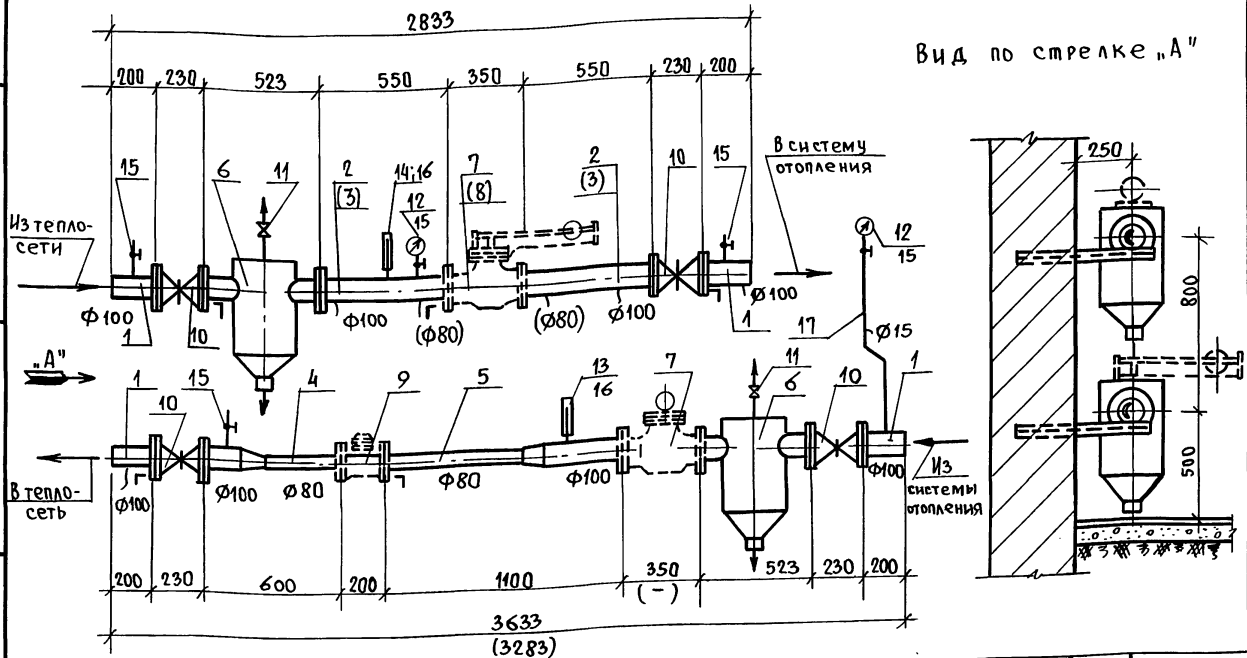 2833
200 230 523 550 350 550 230 200
Вид по стрелке „А"
15 6 11 2 14;16 7 2 10 15
(3) 12 (8) (3)
15
В систему
отопления
250
Из тепло-
сети
12
15
Ф100 1 10 Ф100 (Ф80) (Ф80) Ф100 1 Ф100
17 Ф15
800
„А"
1 10 15 4 9 5 13 7 11 6 10 1
16
В тепло-
сеть
Ф100 Ф100 Ф80 Ф80 Ф100 Ф100
Из
системы
отопления
500
200 230 600 200 1100 350 523 230 200
(-)
3633
(3283)